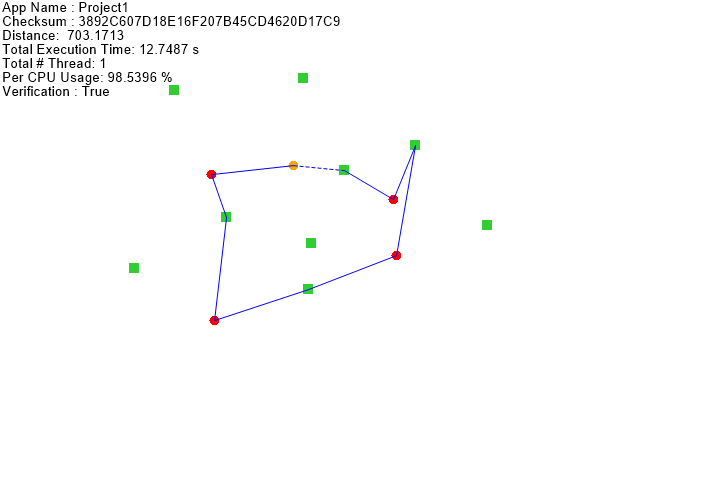 App Name : Project1
Checksum : 3892C607D18E16F207B45CD4620D17C9
Distance:  703.1713
Total Execution Time: 12.7487 s
Total # Thread: 1
Per CPU Usage: 98.5396 %
Verification : True